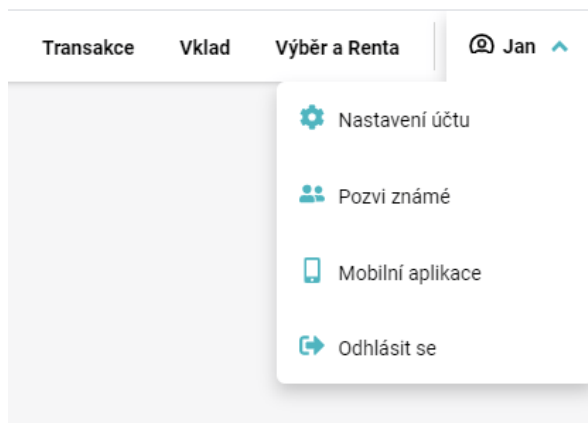 Transakce Vklad Výběr a Renta Jan
Nastavení účtu
Pozvi známé
Mobilní aplikace
Odhlásit se